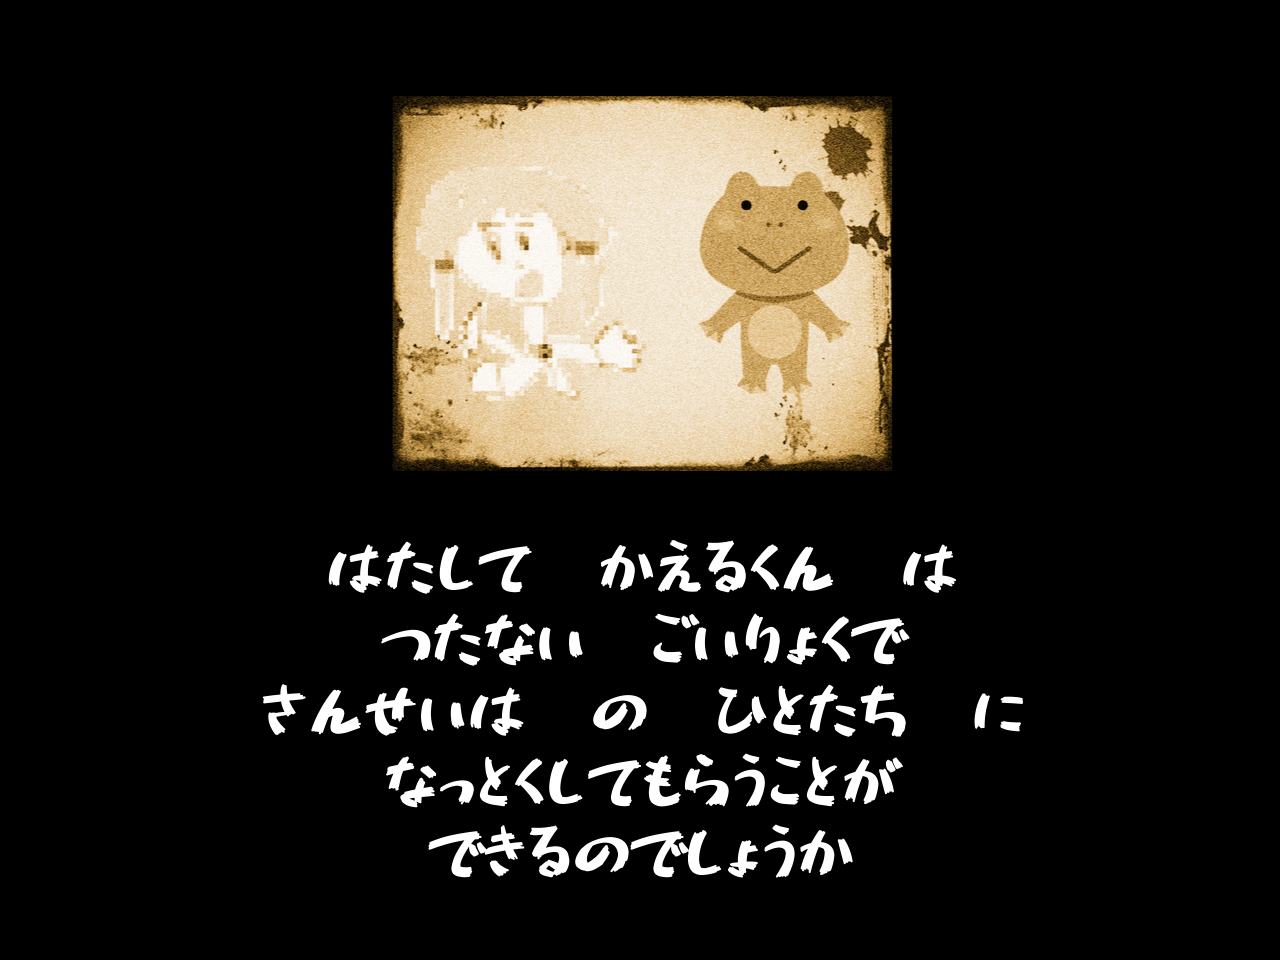 はたして　かえるくん　は
つたない　ごいりょくで
さんせいは　の　ひとたち　に
なっとくしてもらうことが
できるのでしょうか